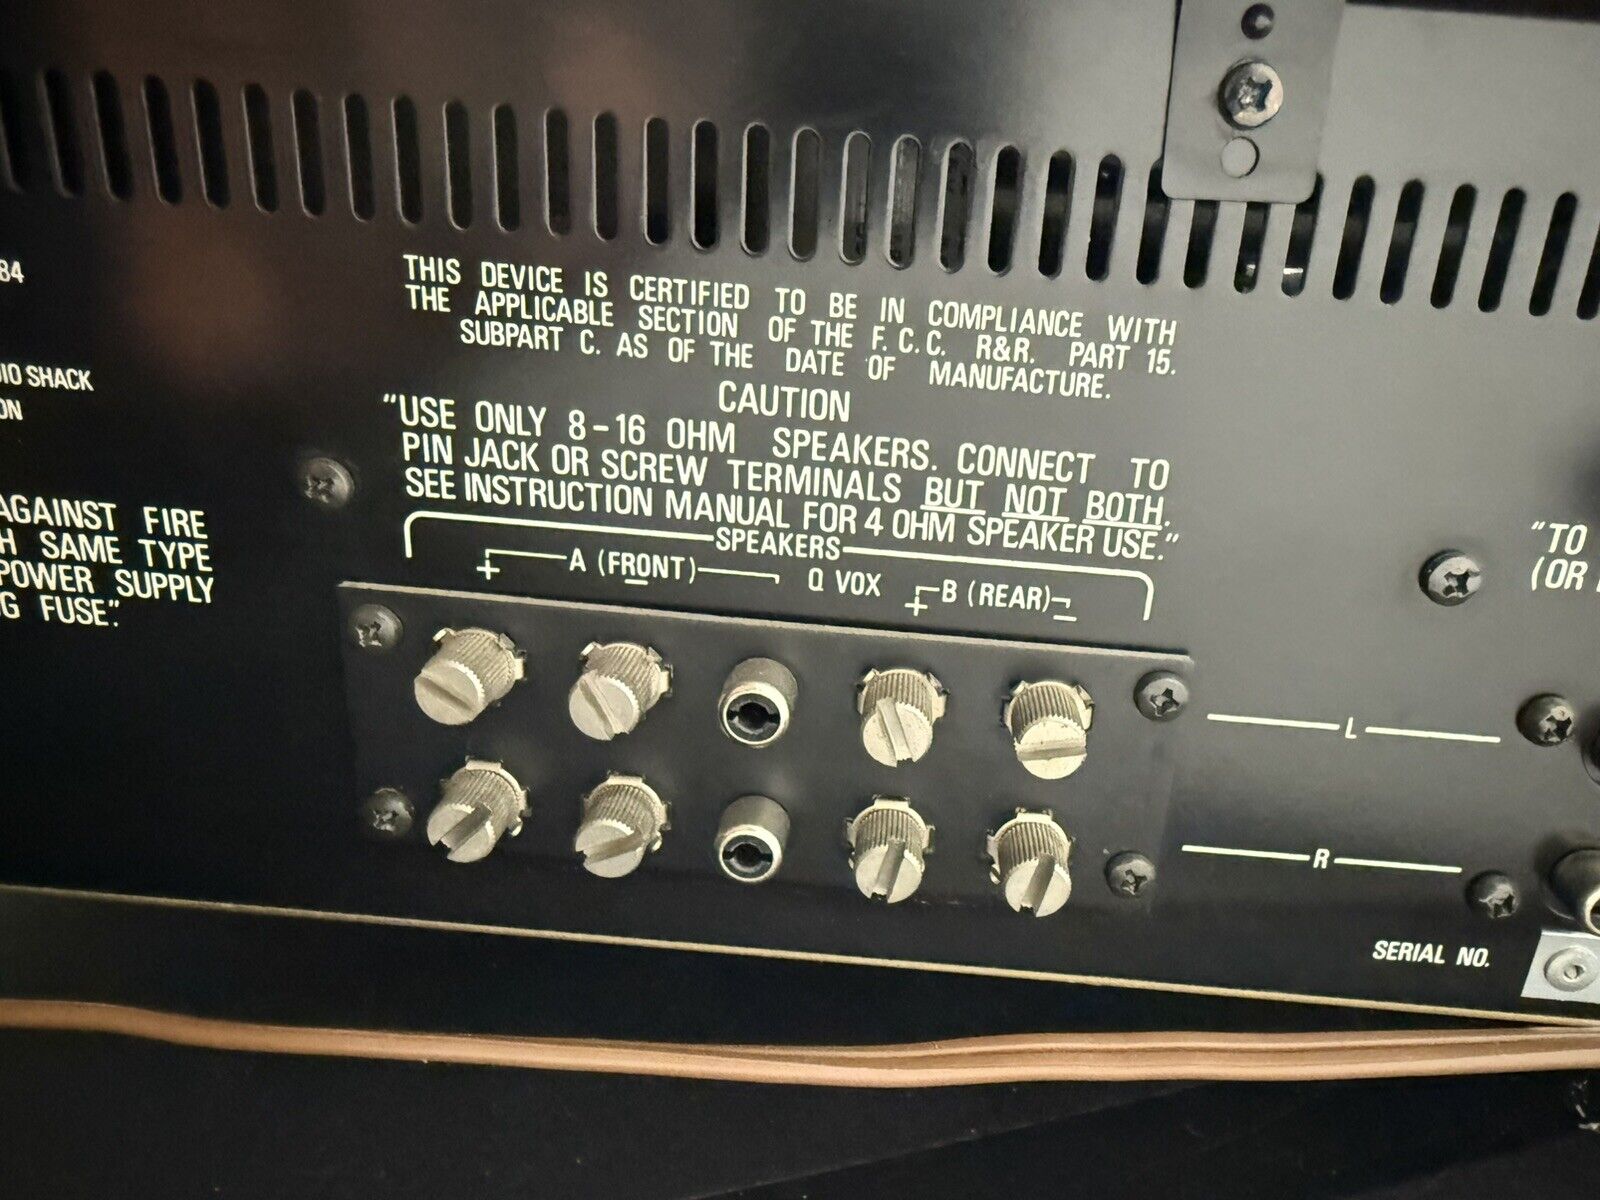 84
THIS DEVICE IS CERTIFIED TO BE IN COMPLIANCE WITH
THE APPLICABLE SECTION OF THE F.C.C. R&R. PART 15.
SUBPART C. AS OF THE DATE OF MANUFACTURE.
SHACK
CAUTION
"USE ONLY 8-16 OHM SPEAKERS. CONNECT TO
PIN JACK OR SCREW TERMINALS BUT NOT BOTH.
SEE INSTRUCTION MANUAL FOR 4 OHM SPEAKER USE."
AGAINST FIRE
SAME TYPE
POWER SUPPLY
FUSE".
"TO
(OR
SPEAKERS
+ A (FRONT) - Q VOX + B (REAR) -
L
R
SERIAL NO.